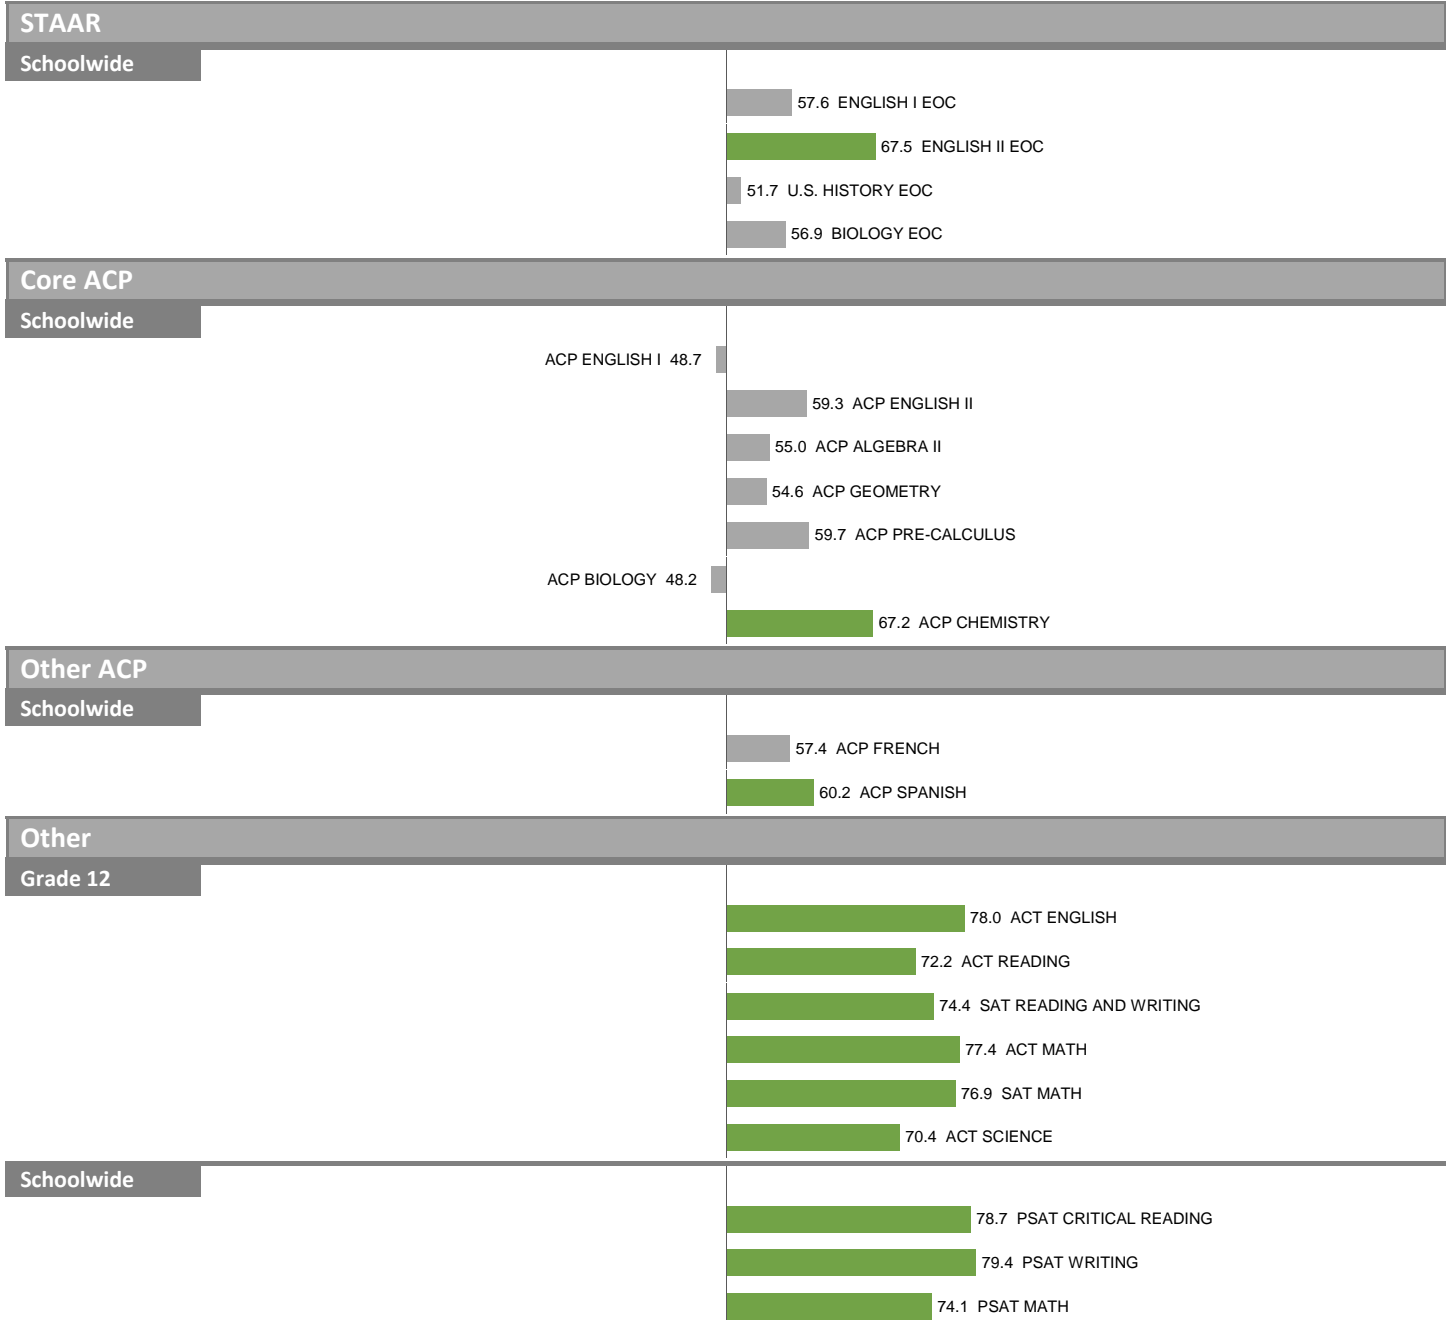 STAAR
Schoolwide
57.6 ENGLISH I EOC
67.5 ENGLISH II EOC
51.7 U.S. HISTORY EOC
56.9 BIOLOGY EOC
Core ACP
Schoolwide
ACP ENGLISH I 48.7
59.3 ACP ENGLISH II
55.0 ACP ALGEBRA II
54.6 ACP GEOMETRY
59.7 ACP PRE-CALCULUS
ACP BIOLOGY 48.2
67.2 ACP CHEMISTRY
Other ACP
Schoolwide
57.4 ACP FRENCH
60.2 ACP SPANISH
Other
Grade 12
78.0 ACT ENGLISH
72.2 ACT READING
74.4 SAT READING AND WRITING
77.4 ACT MATH
76.9 SAT MATH
70.4 ACT SCIENCE
Schoolwide
78.7 PSAT CRITICAL READING
79.4 PSAT WRITING
74.1 PSAT MATH